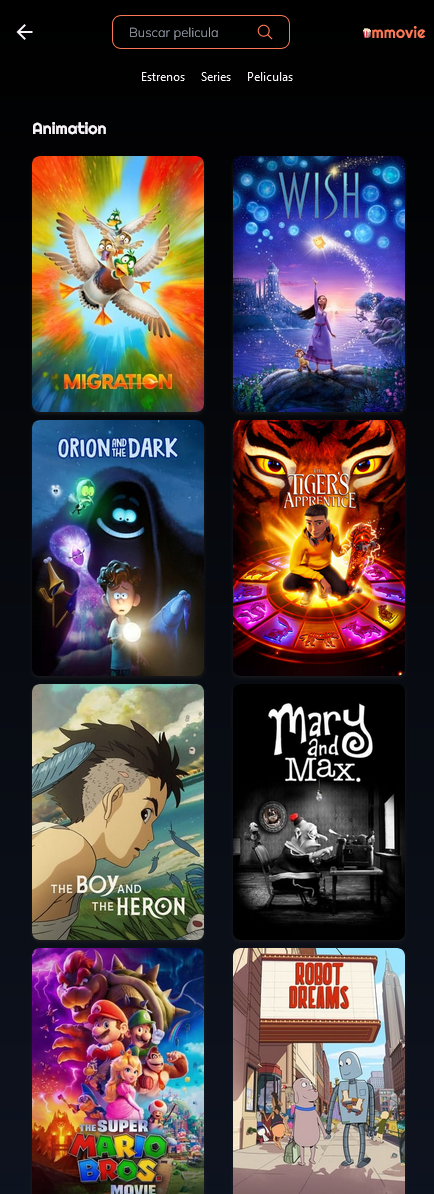 Buscar pelicula
mmovie
Estrenos Series Peliculas
Animation
MIGRATION
WISH
ORION AND THE DARK
THE
TIGER'S
APPRENTICE
THE BOY AND
THE HERON
Mary
and
Max.
THE SUPER
MARIO
BROS.
MOVIE
ROBOT
DREAMS